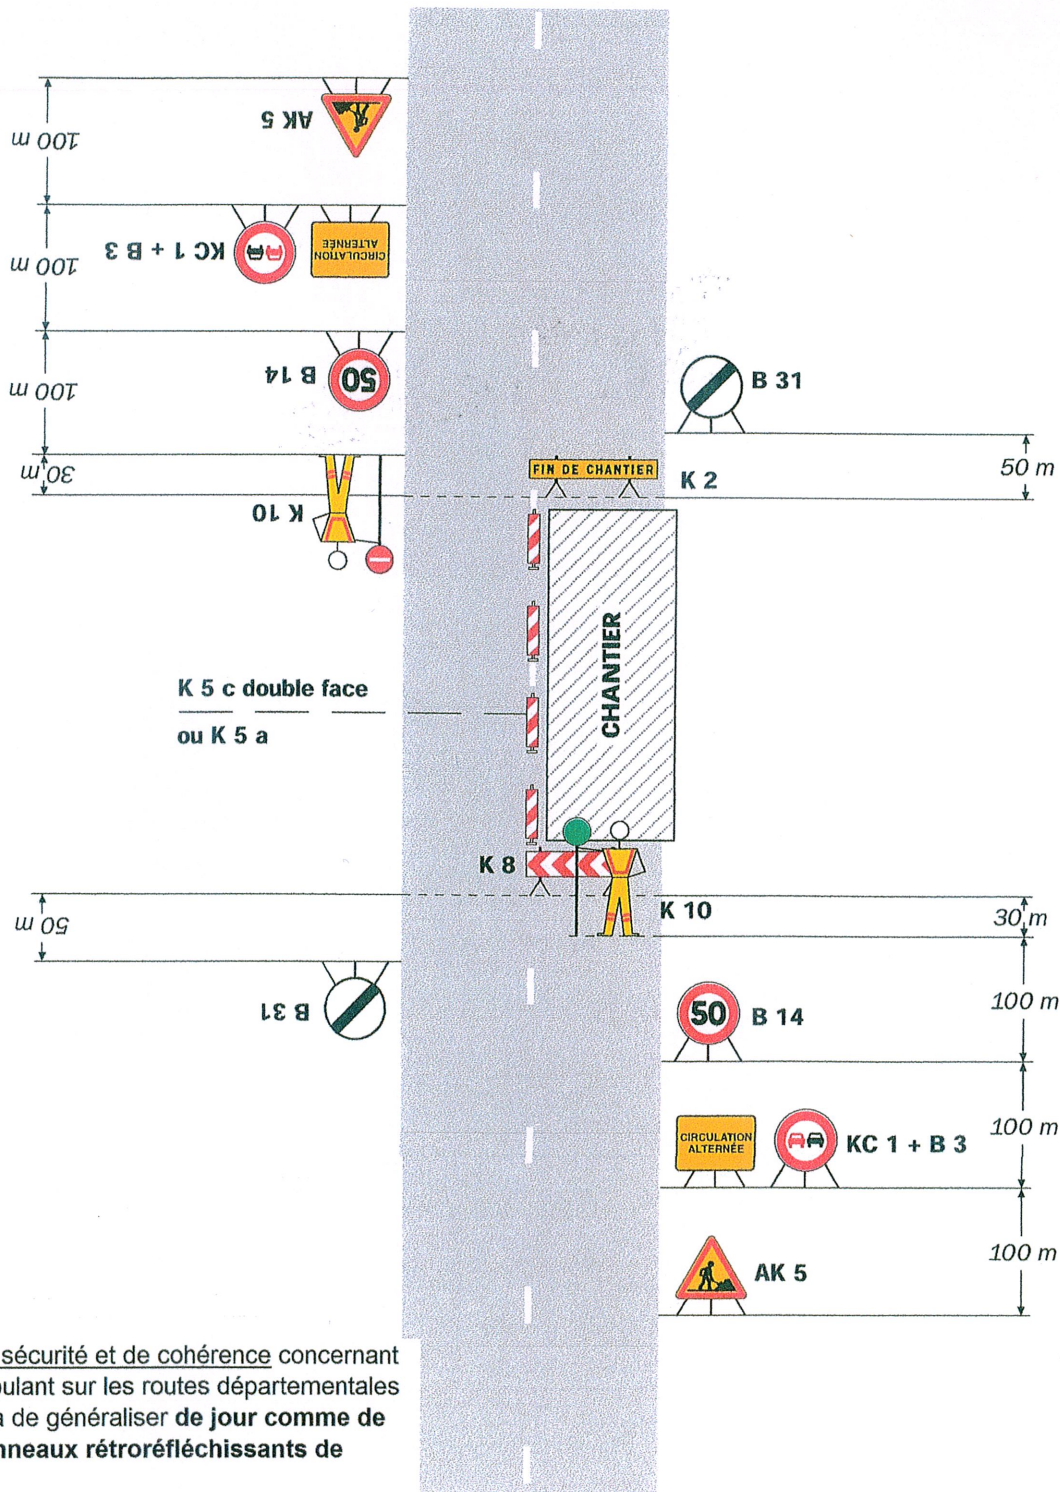 100 m
AK 5
100 m
KC 1 + B 3
CIRCULATION
ALTERNÉE
100 m
B 14
50
B 31
30 m
FIN DE CHANTIER
K 2
50 m
K 10
CHANTIER
K 5 c double face
ou K 5 a
K 8
K 10
30 m
50 m
B 31
50
B 14
100 m
CIRCULATION
ALTERNÉE
KC 1 + B 3
100 m
AK 5
100 m
sécurité et de cohérence concernant
sur les routes départementales
de généraliser de jour comme de
rétroréfléchissants de